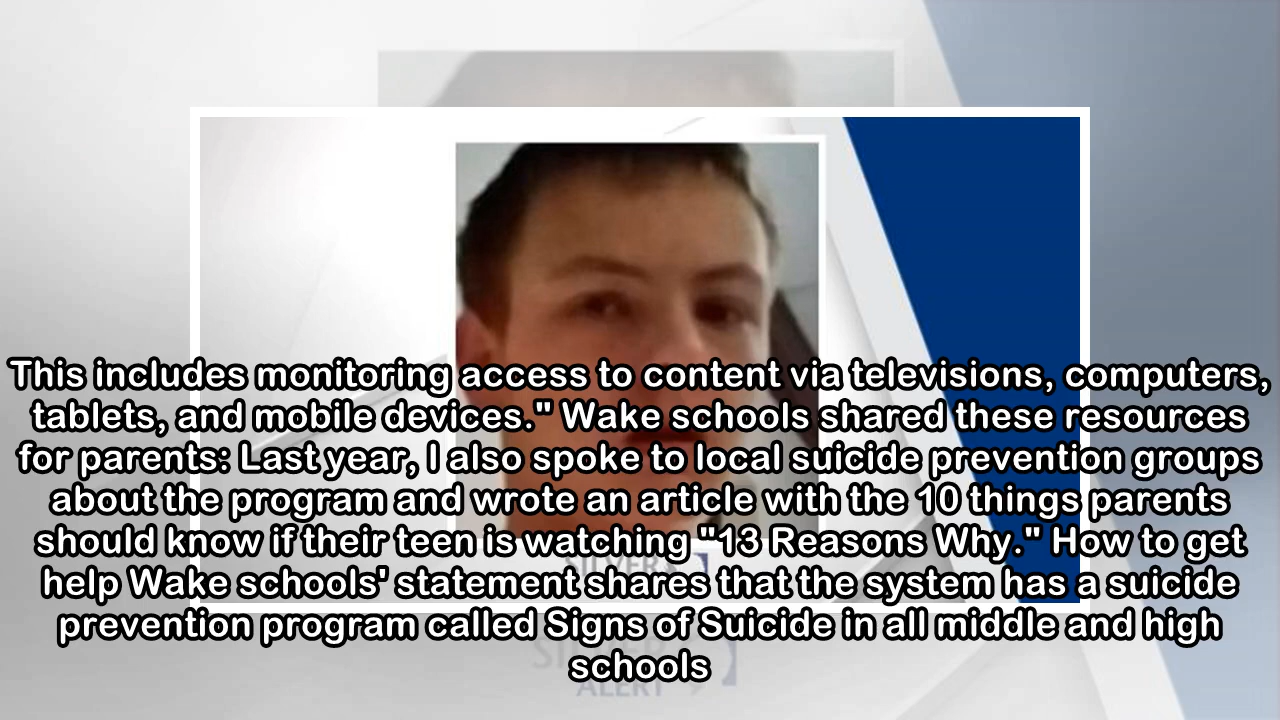 This includes monitoring access to content via televisions, computers,
tablets, and mobile devices." Wake schools shared these resources
for parents: Last year, I also spoke to local suicide prevention groups
about the program and wrote an article with the 10 things parents
should know if their teen is watching "13 Reasons Why." How to get
help Wake schools' statement shares that the system has a suicide
prevention program called Signs of Suicide in all middle and high
schools
SILVER
SILVER
ALERT